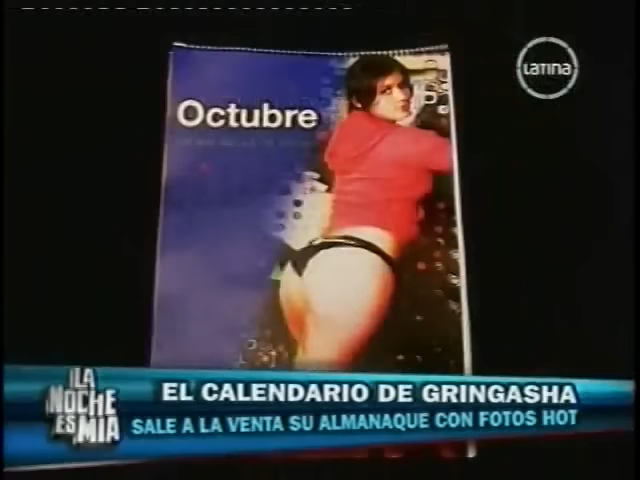 LATINA
Octubre
¡LA
NOCHE
ES
MIA
EL CALENDARIO DE GRINGASHA
SALE A LA VENTA SU ALMANAQUE CON FOTOS HOT